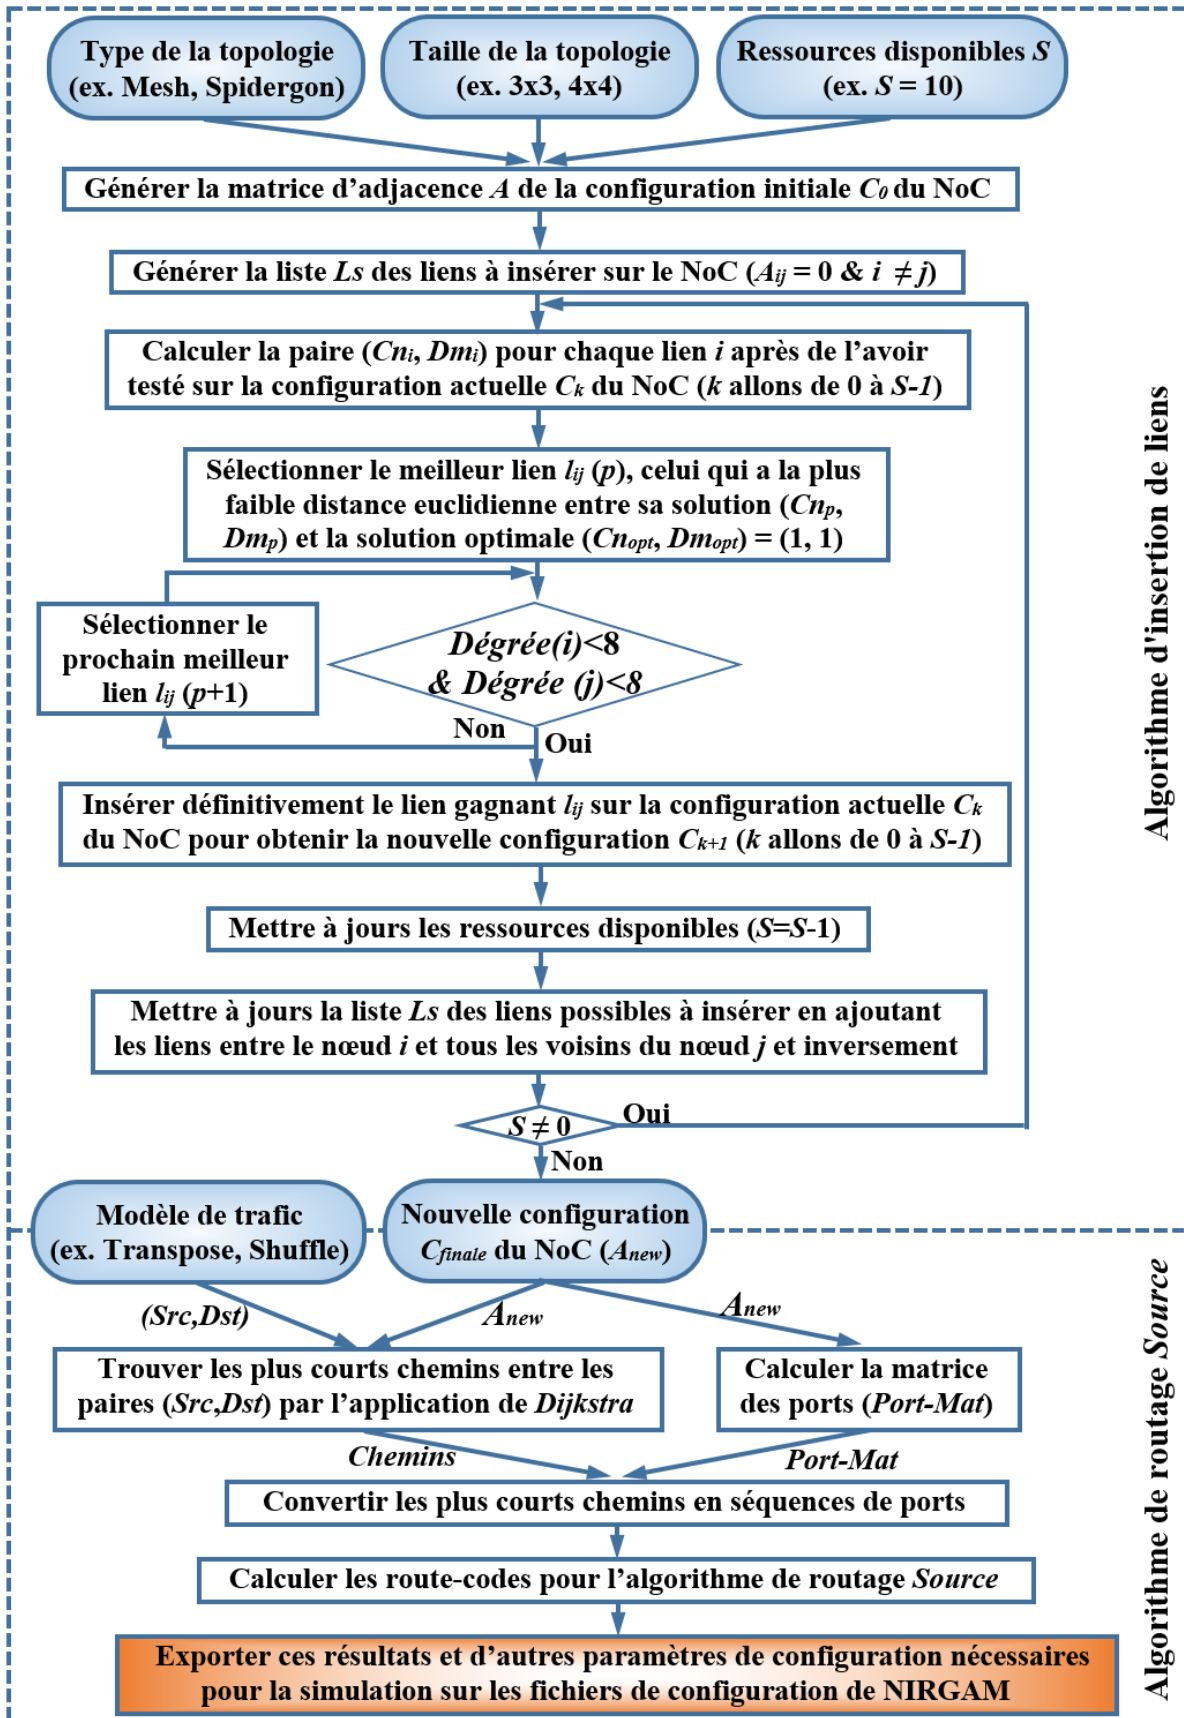 Type de la topologie
(ex. Mesh, Spidergon)
Taille de la topologie
(ex. 3x3, 4x4)
Ressources disponibles S
(ex. S = 10)
Générer la matrice d’adjacence A de la configuration initiale C0 du NoC
Générer la liste Ls des liens à insérer sur le NoC (Aij = 0 & i ≠ j)
Calculer la paire (Cni, Dmi) pour chaque lien i après de l’avoir
testé sur la configuration actuelle Ck du NoC (k allons de 0 à S-1)
Sélectionner le meilleur lien lij (p), celui qui a la plus
faible distance euclidienne entre sa solution (Cnp,
Dmp) et la solution optimale (Cnopt, Dmopt) = (1, 1)
Sélectionner le
prochain meilleur
lien lij (p+1)
Dégrée(i)<8
& Dégrée (j)<8
Non
Oui
Insérer définitivement le lien gagnant lij sur la configuration actuelle Ck
du NoC pour obtenir la nouvelle configuration Ck+1 (k allons de 0 à S-1)
Mettre à jours les ressources disponibles (S=S-1)
Mettre à jours la liste Ls des liens possibles à insérer en ajoutant
les liens entre le nœud i et tous les voisins du nœud j et inversement
S ≠ 0
Oui
Non
Algorithme d'insertion de liens
Modèle de trafic
(ex. Transpose, Shuffle)
Nouvelle configuration
Cfinale du NoC (Anew)
(Src,Dst)
Anew
Anew
Trouver les plus courts chemins entre les
paires (Src,Dst) par l’application de Dijkstra
Calculer la matrice
des ports (Port-Mat)
Chemins
Port-Mat
Convertir les plus courts chemins en séquences de ports
Calculer les route-codes pour l’algorithme de routage Source
Exporter ces résultats et d’autres paramètres de configuration nécessaires
pour la simulation sur les fichiers de configuration de NIRGAM
Algorithme de routage Source